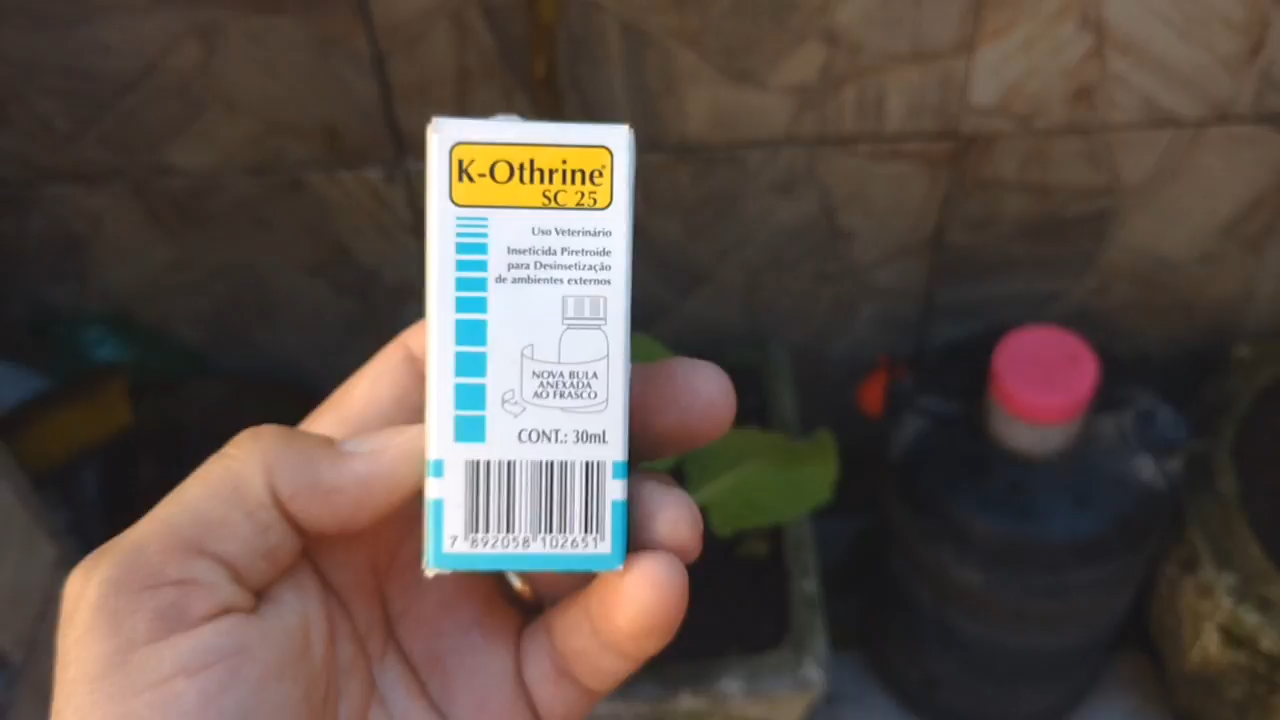 K-Othrine®
SC 25
Uso Veterinário
Inseticida Piretroide
para Desinsetização
de ambientes externos
NOVA BULA
ANEXADA
AO FRASCO
CONT.: 30mL
7 892058 102651